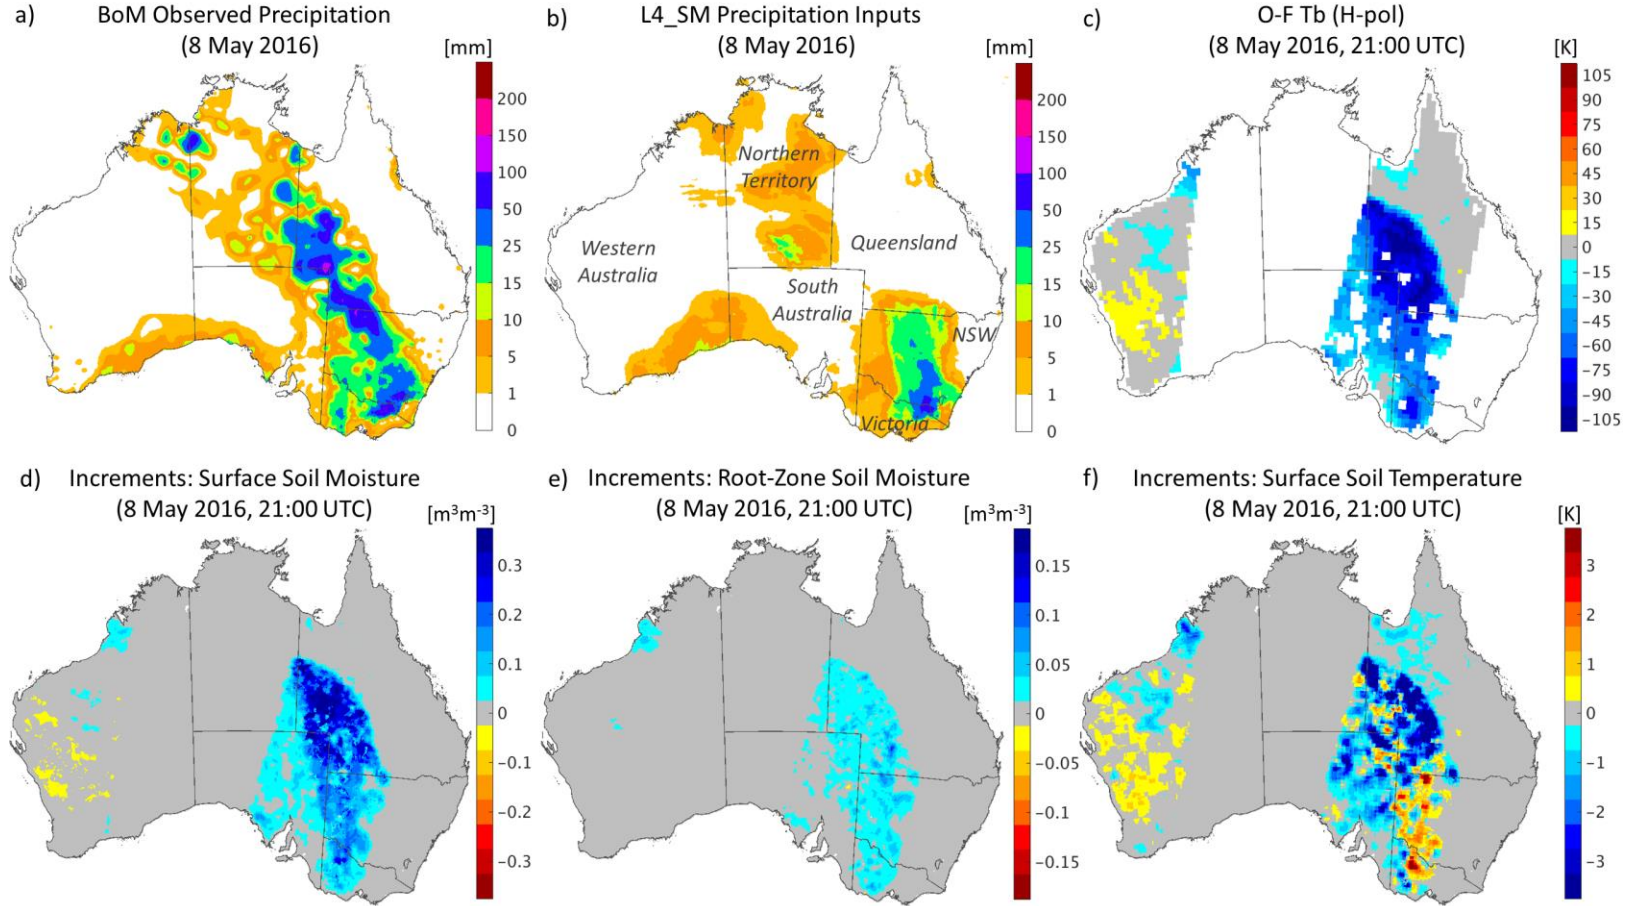 a) BoM Observed Precipitation
(8 May 2016)
[mm]
200
150
100
50
25
15
10
5
1
0
b) L4_SM Precipitation Inputs
(8 May 2016)
[mm]
Northern
Territory
Western
Australia
Queensland
South
Australia
NSW
Victoria
200
150
100
50
25
15
10
5
1
0
c) O-F Tb (H-pol)
(8 May 2016, 21:00 UTC)
[K]
105
90
75
60
45
30
15
0
−15
−30
−45
−60
−75
−90
−105
d) Increments: Surface Soil Moisture
(8 May 2016, 21:00 UTC)
[m³m⁻³]
0.3
0.2
0.1
0
−0.1
−0.2
−0.3
e) Increments: Root-Zone Soil Moisture
(8 May 2016, 21:00 UTC)
[m³m⁻³]
0.15
0.1
0.05
0
−0.05
−0.1
−0.15
f) Increments: Surface Soil Temperature
(8 May 2016, 21:00 UTC)
[K]
3
2
1
0
−1
−2
−3